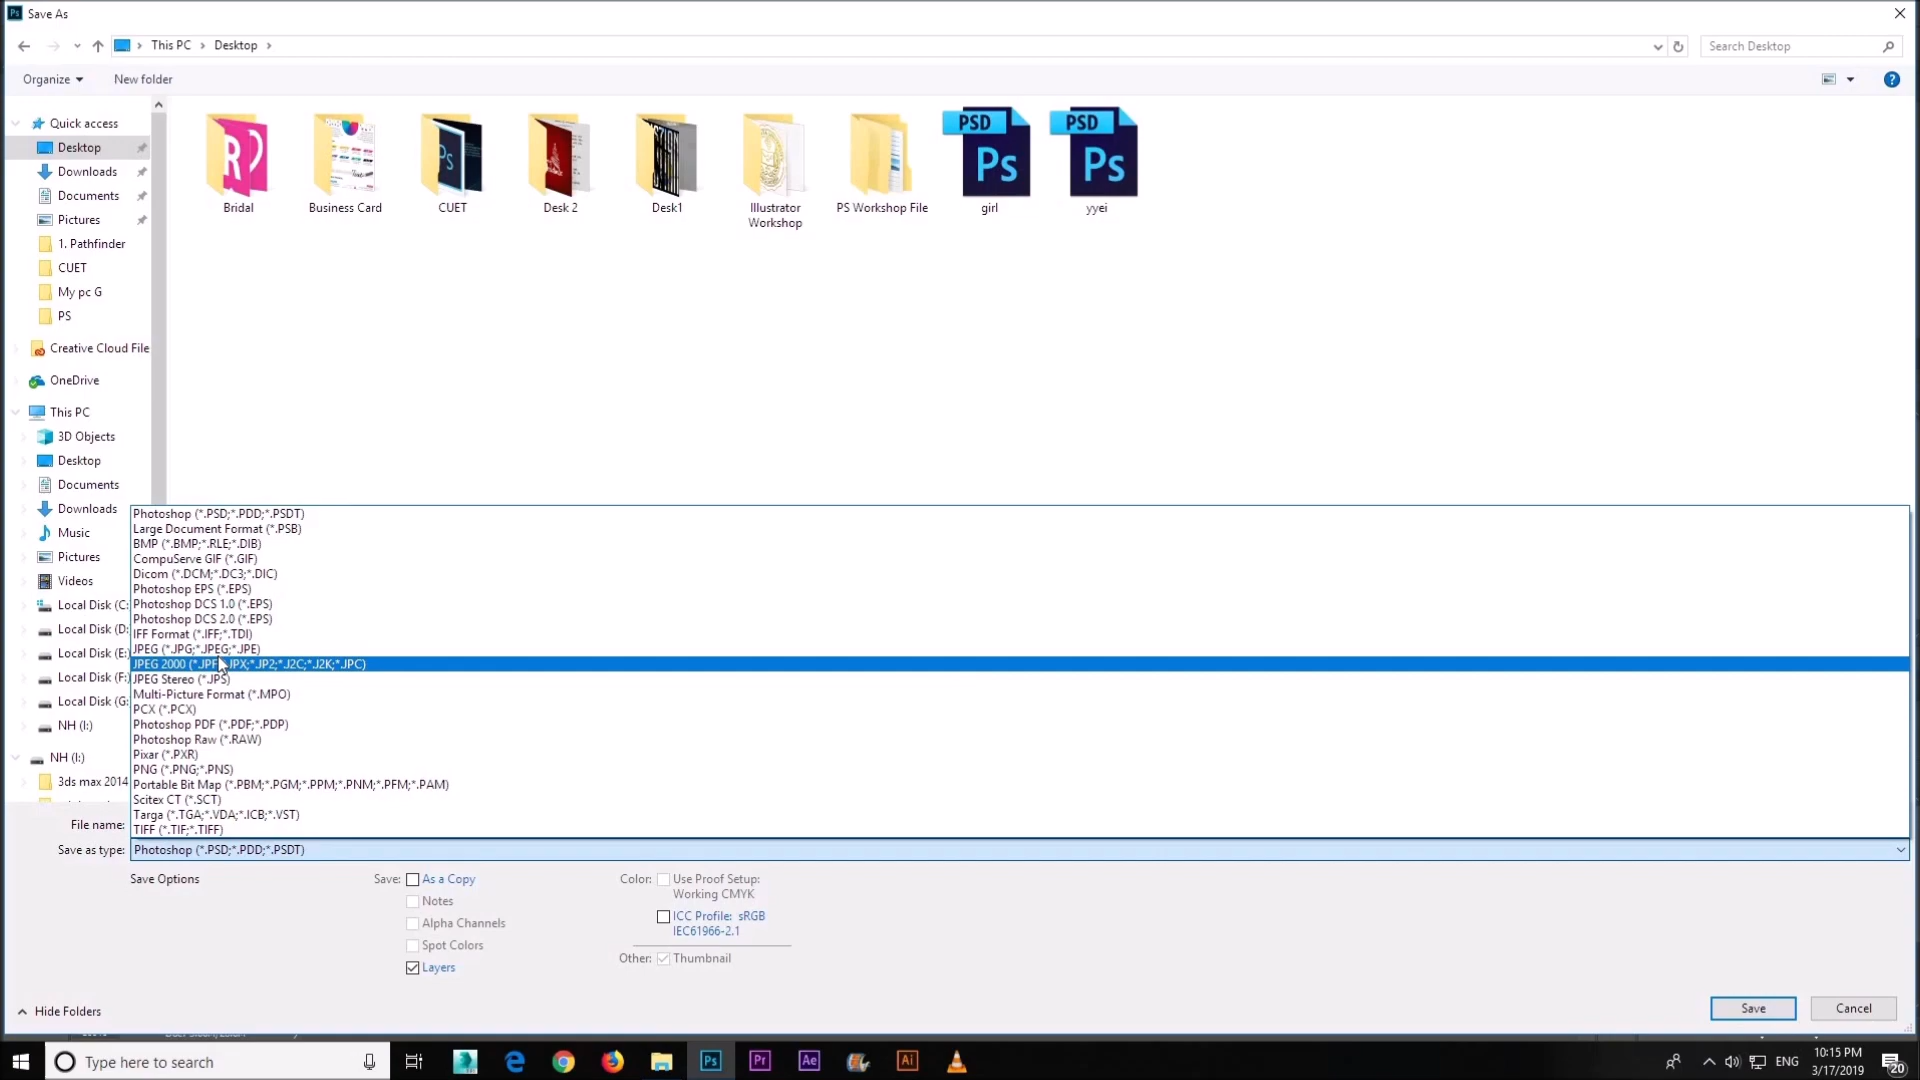 Save As
This PC > Desktop >
Search Desktop
Organize
New folder
Quick access
Desktop
Downloads
Documents
Pictures
1. Pathfinder
CUET
My pc G
PS
Creative Cloud File
OneDrive
This PC
3D Objects
Desktop
Documents
Downloads
Music
Pictures
Videos
Local Disk (C:
Local Disk (D:
Local Disk (E:)
Local Disk (F:)
Local Disk (G:
NH (I:)
NH (I:)
3ds max 2014
PSD
Ps
PSD
Ps
Bridal
Business Card
CUET
Desk 2
Desk1
Illustrator
Workshop
PS Workshop File
girl
yyei
Photoshop (*.PSD;*.PDD;*.PSDT)
Large Document Format (*.PSB)
BMP (*.BMP;*.RLE;*.DIB)
CompuServe GIF (*.GIF)
Dicom (*.DCM;*.DC3;*.DIC)
Photoshop EPS (*.EPS)
Photoshop DCS 1.0 (*.EPS)
Photoshop DCS 2.0 (*.EPS)
IFF Format (*.IFF;*.TDI)
JPEG (*.JPG;*.JPEG;*.JPE)
JPEG 2000 (*.JPF;*.JPX;*.JP2;*.J2C;*.J2K;*.JPC)
JPEG Stereo (*.JPS)
Multi-Picture Format (*.MPO)
PCX (*.PCX)
Photoshop PDF (*.PDF;*.PDP)
Photoshop Raw (*.RAW)
Pixar (*.PXR)
PNG (*.PNG;*.PNS)
Portable Bit Map (*.PBM;*.PGM;*.PPM;*.PNM;*.PFM;*.PAM)
Scitex CT (*.SCT)
Targa (*.TGA;*.VDA;*.ICB;*.VST)
TIFF (*.TIF;*.TIFF)
File name:
Save as type: Photoshop (*.PSD;*.PDD;*.PSDT)
Save Options
Save: As a Copy
Notes
Alpha Channels
Spot Colors
Layers
Color: Use Proof Setup:
Working CMYK
ICC Profile: sRGB
IEC61966-2.1
Other: Thumbnail
Hide Folders
Save
Cancel
Type here to search
Ps
Pr
Ae
Ai
ENG
10:15 PM
3/17/2019
20